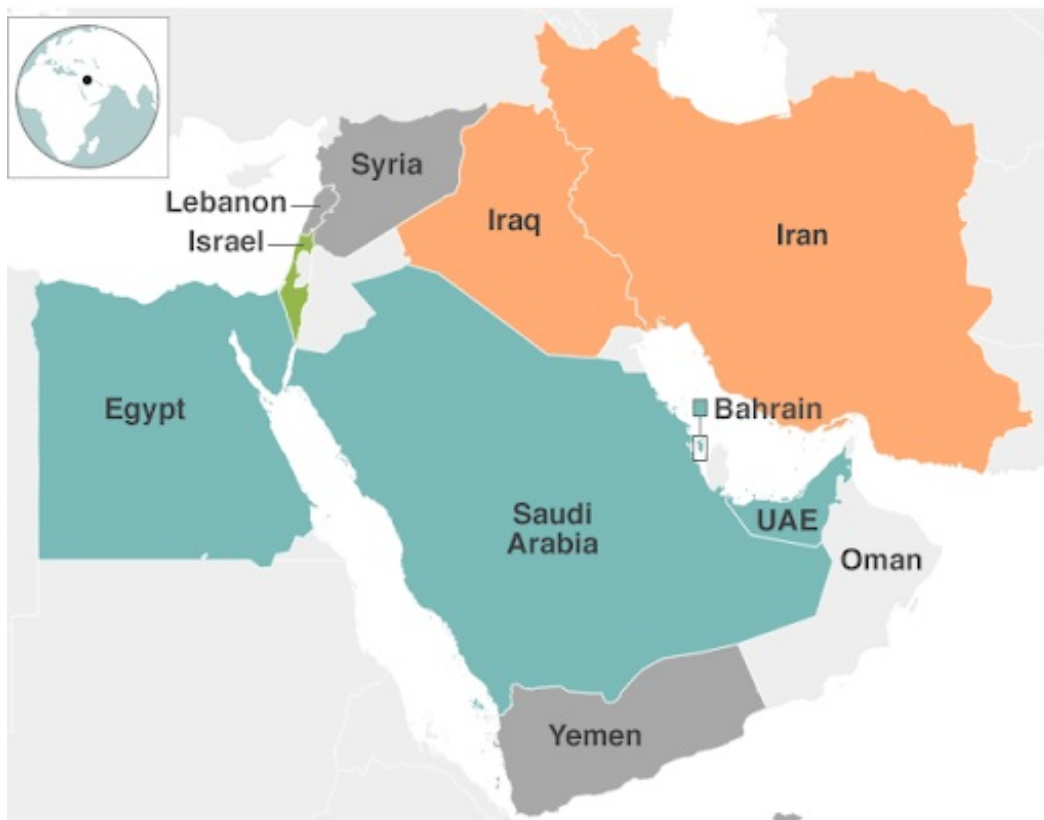 Syria
Lebanon
Israel
Iraq
Iran
Egypt
Bahrain
Saudi
Arabia
UAE
Oman
Yemen